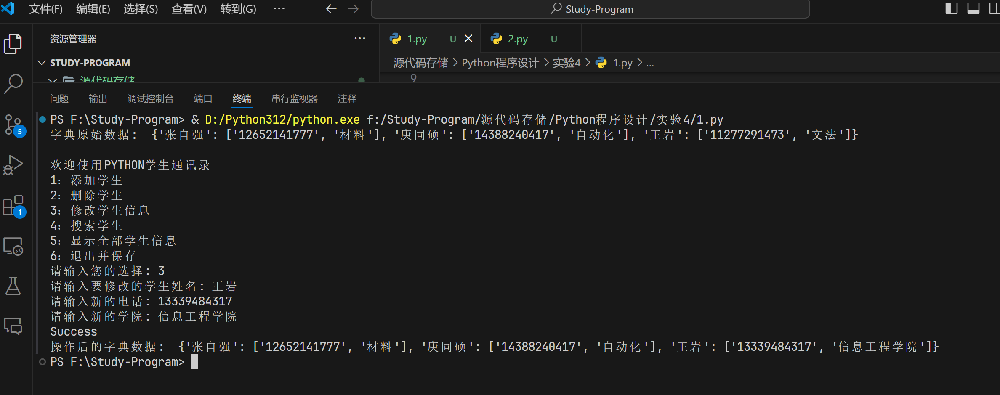 文件(F) 编辑(E) 选择(S) 查看(V) 转到(G) ··· Study-Program
资源管理器 ···
1.py U
2.py U
STUDY-PROGRAM
源代码存储 > Python程序设计 > 实验4 > 1.py > ...
源代码存储
9
问题 输出 调试控制台 端口 终端 串行监视器 注释
5
1
PS F:\Study-Program> & D:/Python312/python.exe f:/Study-Program/源代码存储/Python程序设计/实验4/1.py
字典原始数据: {'张自强': ['12652141777', '材料'], '庚同硕': ['14388240417', '自动化'], '王岩': ['11277291473', '文法']}
欢迎使用PYTHON学生通讯录
1: 添加学生
2: 删除学生
3: 修改学生信息
4: 搜索学生
5: 显示全部学生信息
6: 退出并保存
请输入您的选择: 3
请输入要修改的学生姓名: 王岩
请输入新的电话: 13339484317
请输入新的学院: 信息工程学院
Success
操作后的字典数据: {'张自强': ['12652141777', '材料'], '庚同硕': ['14388240417', '自动化'], '王岩': ['13339484317', '信息工程学院']}
PS F:\Study-Program>